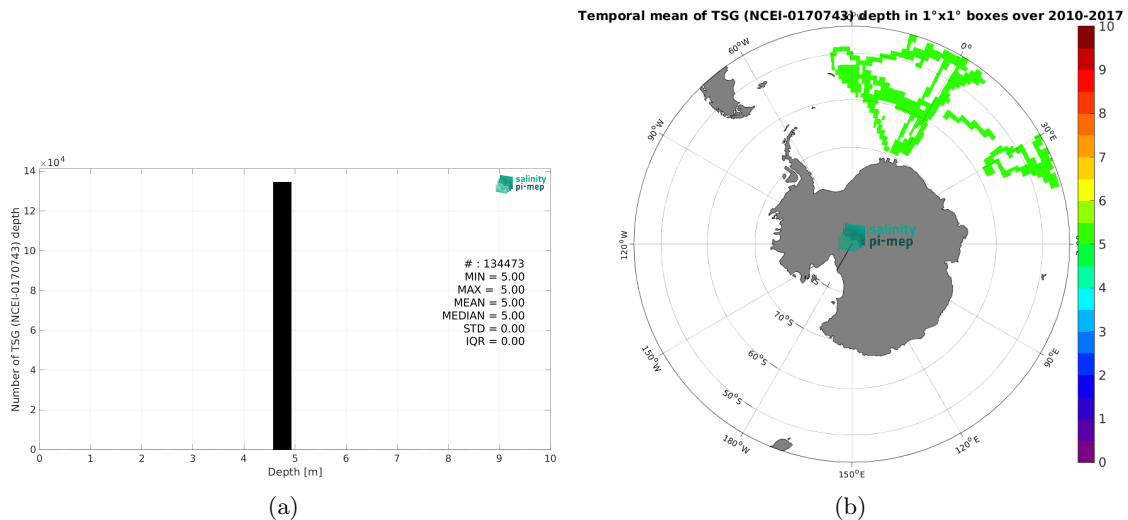 Temporal mean of TSG (NCEI-0170743) depth in 1°x1° boxes over 2010-2017
×10⁴
14
12
10
8
6
4
2
0
Number of TSG (NCEI-0170743) depth
salinity
pi-mep
# : 134473
MIN = 5.00
MAX = 5.00
MEAN = 5.00
MEDIAN = 5.00
STD = 0.00
IQR = 0.00
0 1 2 3 4 5 6 7 8 9 10
Depth [m]
(a)
60°W
0°
30°E
90°W
120°W
150°W
180°W
150°E
120°E
90°E
70°S
60°S
50°S
salinity
pi-mep
10
9
8
7
6
5
4
3
2
1
0
(b)